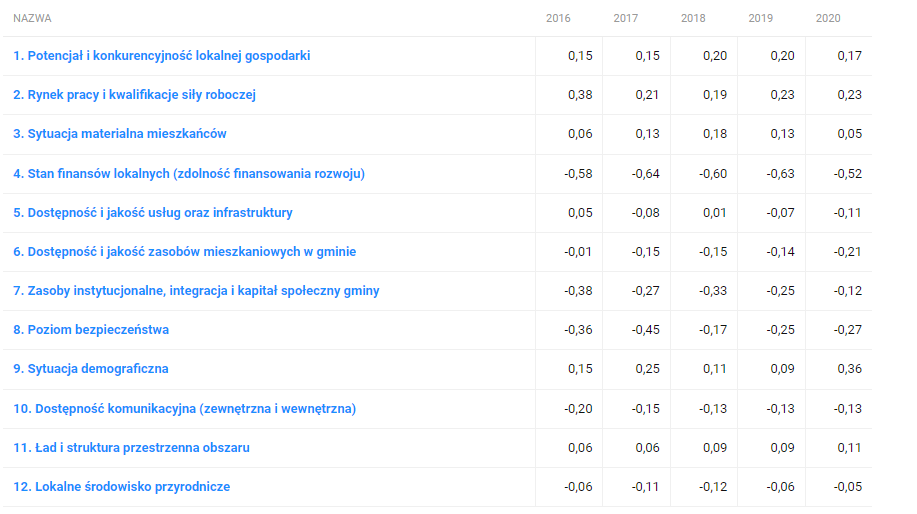 NAZWA 2016 2017 2018 2019 2020
1. Potencjał i konkurencyjność lokalnej gospodarki 0,15 0,15 0,20 0,20 0,17
2. Rynek pracy i kwalifikacje siły roboczej 0,38 0,21 0,19 0,23 0,23
3. Sytuacja materialna mieszkańców 0,06 0,13 0,18 0,13 0,05
4. Stan finansów lokalnych (zdolność finansowania rozwoju) -0,58 -0,64 -0,60 -0,63 -0,52
5. Dostępność i jakość usług oraz infrastruktury 0,05 -0,08 0,01 -0,07 -0,11
6. Dostępność i jakość zasobów mieszkaniowych w gminie -0,01 -0,15 -0,15 -0,14 -0,21
7. Zasoby instytucjonalne, integracja i kapitał społeczny gminy -0,38 -0,27 -0,33 -0,25 -0,12
8. Poziom bezpieczeństwa -0,36 -0,45 -0,17 -0,25 -0,27
9. Sytuacja demograficzna 0,15 0,25 0,11 0,09 0,36
10. Dostępność komunikacyjna (zewnętrzna i wewnętrzna) -0,20 -0,15 -0,13 -0,13 -0,13
11. Ład i struktura przestrzenna obszaru 0,06 0,06 0,09 0,09 0,11
12. Lokalne środowisko przyrodnicze -0,06 -0,11 -0,12 -0,06 -0,05